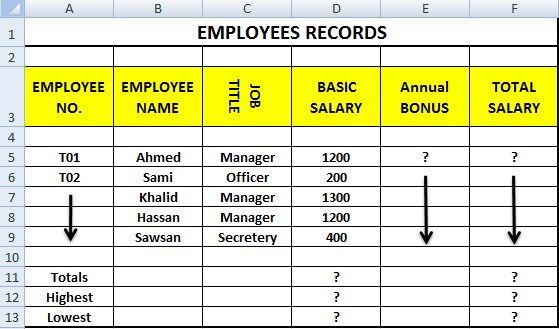 A B C D E F
1 EMPLOYEES RECORDS
2
3 EMPLOYEE NO. EMPLOYEE NAME JOB TITLE BASIC SALARY Annual BONUS TOTAL SALARY
4
5 T01 Ahmed Manager 1200 ? ?
6 T02 Sami Officer 200
7 Khalid Manager 1300
8 Hassan Manager 1200
9 Sawsan Secretery 400
10
11 Totals ? ?
12 Highest ? ?
13 Lowest ? ?